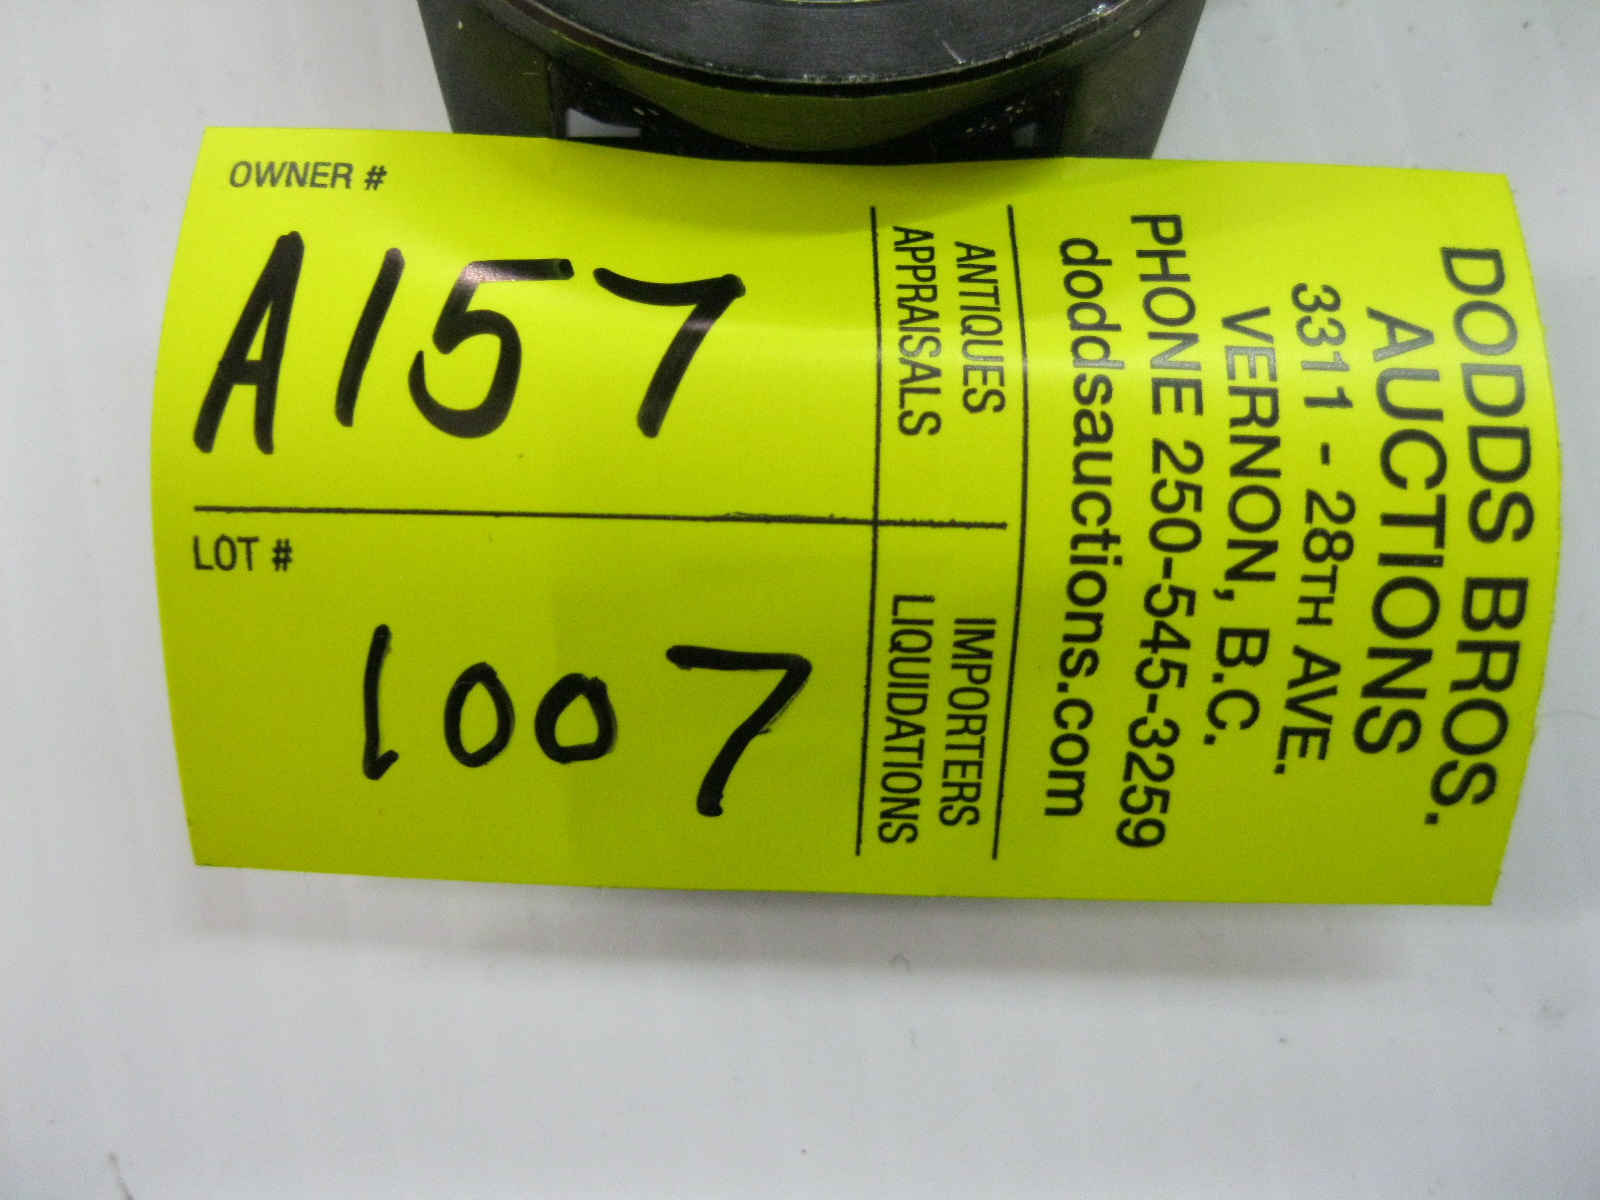 OWNER #
A157
LOT #
1007
DODDS BROS.
AUCTIONS
3311 - 28TH AVE.
VERNON, B.C.
PHONE 250-545-3259
doddsauctions.com
ANTIQUES
APPRAISALS
IMPORTERS
LIQUIDATIONS